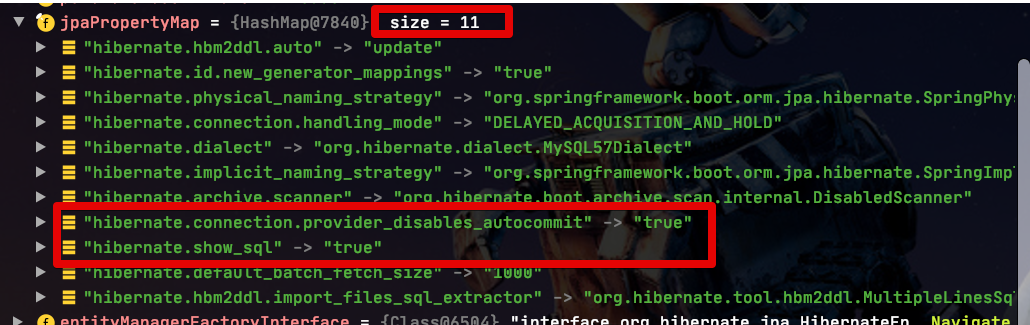 jpaPropertyMap = {HashMap@7840} size = 11
"hibernate.hbm2ddl.auto" -> "update"
"hibernate.id.new_generator_mappings" -> "true"
"hibernate.physical_naming_strategy" -> "org.springframework.boot.orm.jpa.hibernate.SpringPhys
"hibernate.connection.handling_mode" -> "DELAYED_ACQUISITION_AND_HOLD"
"hibernate.dialect" -> "org.hibernate.dialect.MySQL57Dialect"
"hibernate.implicit_naming_strategy" -> "org.springframework.boot.orm.jpa.hibernate.SpringImpl
"hibernate.archive.scanner" -> "org.hibernate.boot.archive.scan.internal.DisabledScanner"
"hibernate.connection.provider_disables_autocommit" -> "true"
"hibernate.show_sql" -> "true"
"hibernate.default_batch_fetch_size" -> "1000"
"hibernate.hbm2ddl.import_files_sql_extractor" -> "org.hibernate.tool.hbm2ddl.MultipleLinesSq
entityManagerFactoryInterface = {Class@6504} "interface org.hibernate.jpa.HibernateEn… Navigate